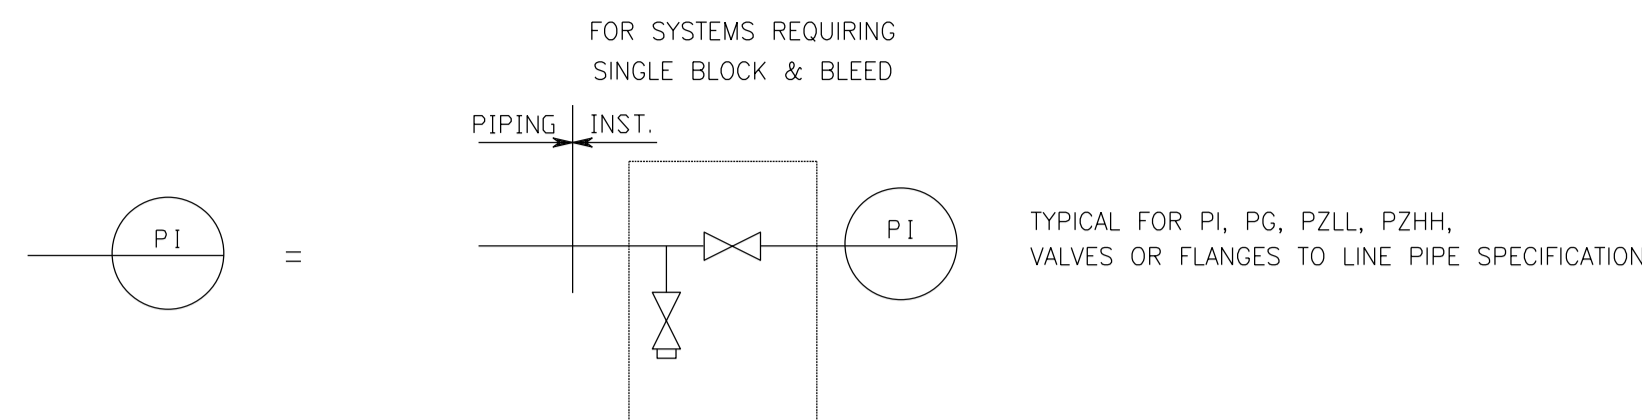 FOR SYSTEMS REQUIRING
SINGLE BLOCK & BLEED
PIPING INST.
PI
=
PI
TYPICAL FOR PI, PG, PZLL, PZHH,
VALVES OR FLANGES TO LINE PIPE SPECIFICATION